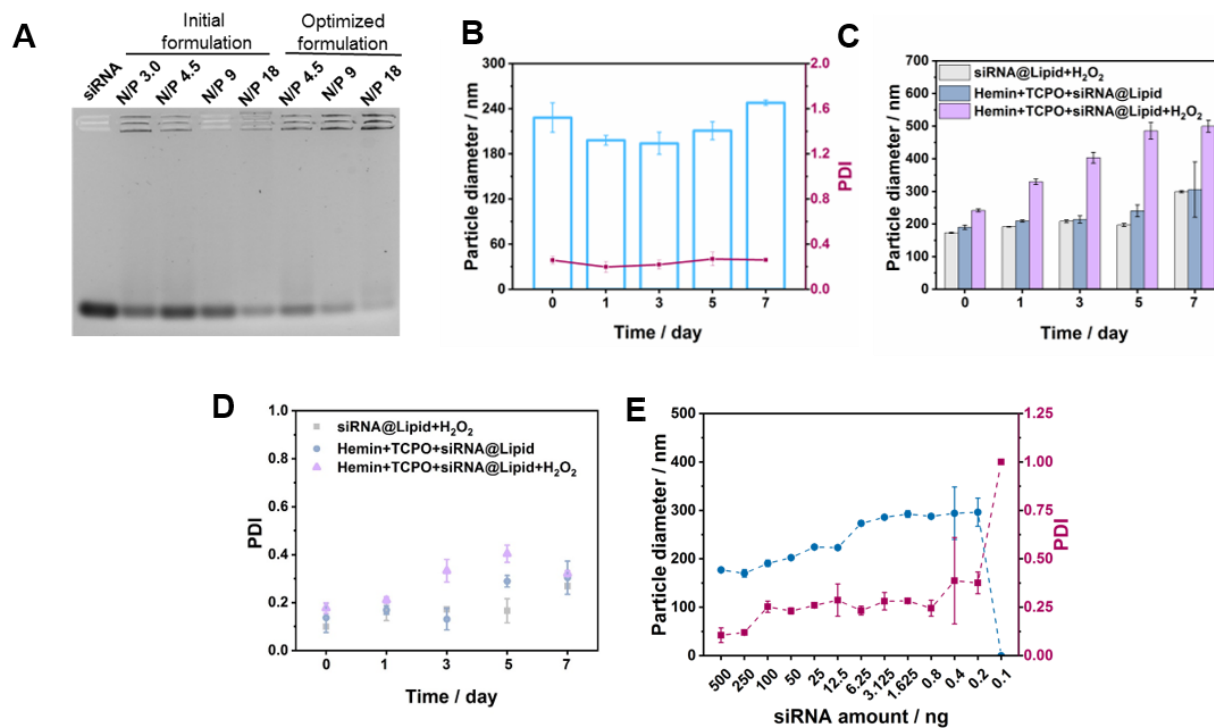 A
Initial
formulation
Optimized
formulation
siRNA
N/P 3.0
N/P 4.5
N/P 9
N/P 18
N/P 4.5
N/P 9
N/P 18
B
300
240
180
120
60
0
Particle diameter / nm
2.0
1.6
1.2
0.8
0.4
0.0
PDI
0 1 3 5 7
Time / day
C
siRNA@Lipid+H₂O₂
Hemin+TCPO+siRNA@Lipid
Hemin+TCPO+siRNA@Lipid+H₂O₂
700
600
500
400
300
200
100
0
Particle diameter / nm
0 1 3 5 7
Time / day
D
siRNA@Lipid+H₂O₂
Hemin+TCPO+siRNA@Lipid
Hemin+TCPO+siRNA@Lipid+H₂O₂
1.0
0.8
0.6
0.4
0.2
0.0
PDI
0 1 3 5 7
Time / day
E
500
400
300
200
100
0
Particle diameter / nm
1.25
1.00
0.75
0.50
0.25
0.00
PDI
500 250 100 50 25 12.5 6.25 3.125 1.625 0.8 0.4 0.2 0.1
siRNA amount / ng